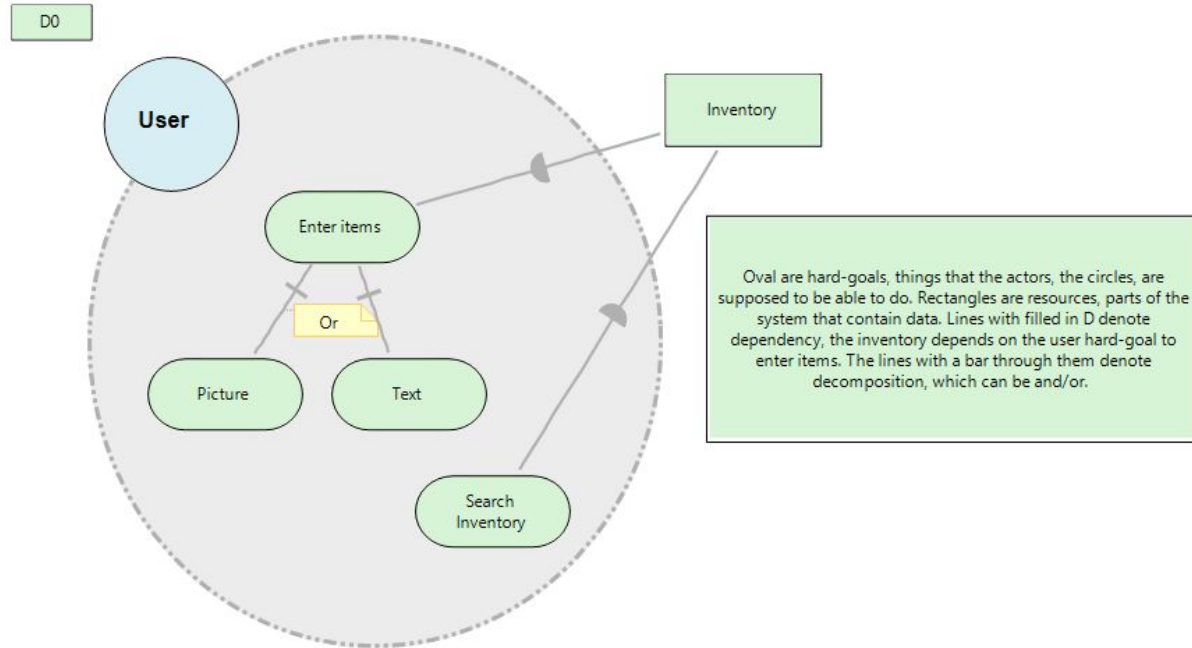 D0
User
Inventory
Enter items
Or
Picture
Text
Search
Inventory
Oval are hard-goals, things that the actors, the circles, are
supposed to be able to do. Rectangles are resources, parts of the
system that contain data. Lines with filled in D denote
dependency, the inventory depends on the user hard-goal to
enter items. The lines with a bar through them denote
decomposition, which can be and/or.